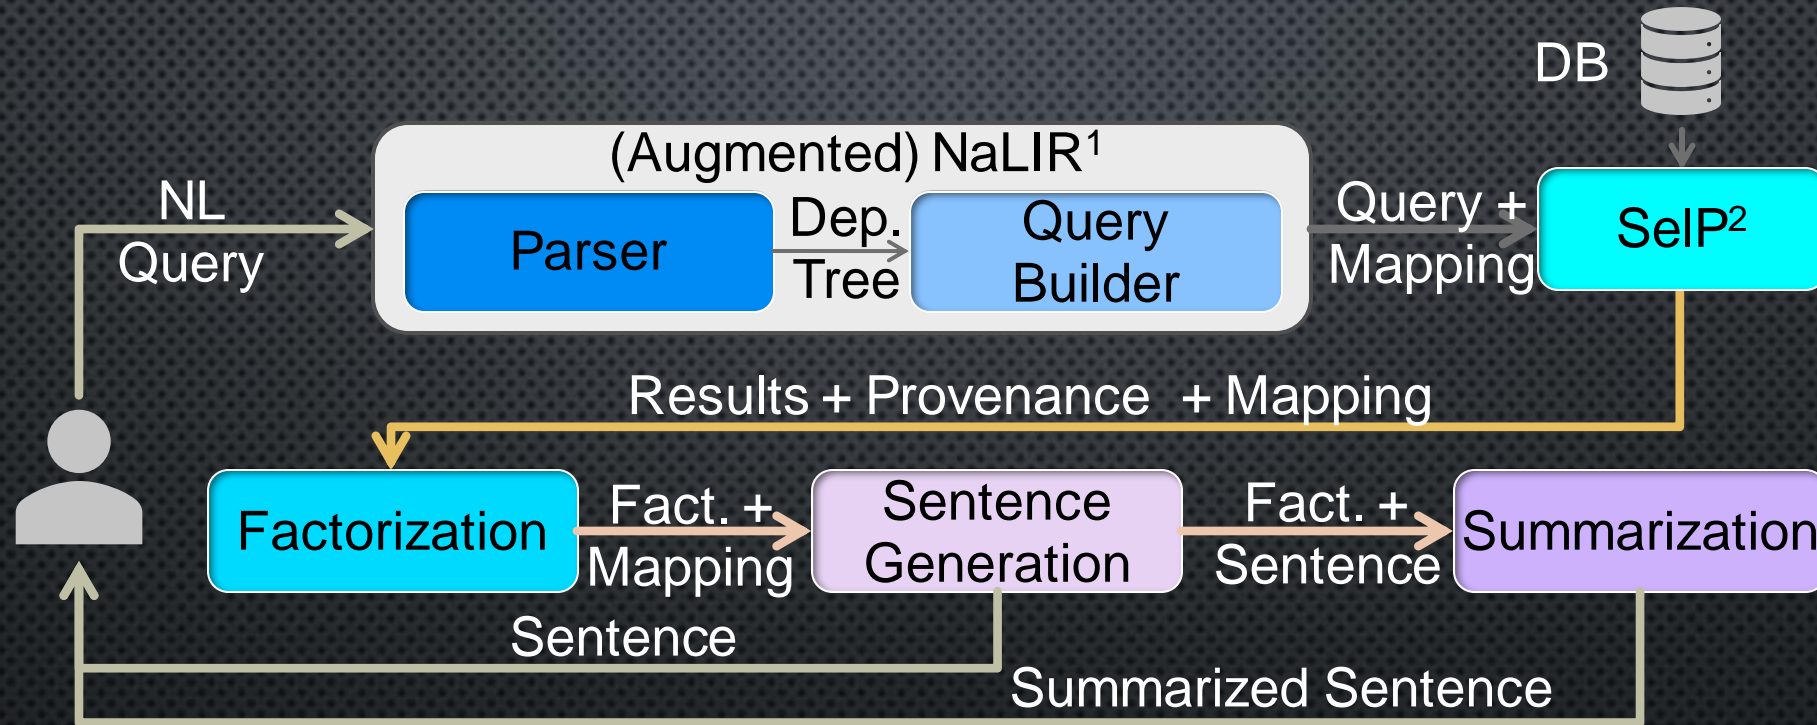 DB
(Augmented) NaLIR¹
NL
Query
Parser
Dep.
Tree
Query
Builder
Query +
Mapping
SelP²
Results + Provenance + Mapping
Factorization
Fact. +
Mapping
Sentence
Generation
Fact. +
Sentence
Summarization
Sentence
Summarized Sentence